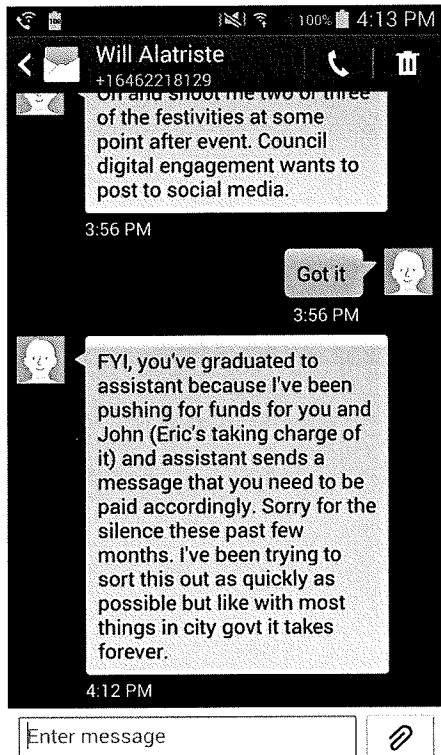 100% 4:13 PM
Will Alatriste
+16462218129
Oh and shoot me two or three
of the festivities at some
point after event. Council
digital engagement wants to
post to social media.
3:56 PM
Got it
3:56 PM
FYI, you've graduated to
assistant because I've been
pushing for funds for you and
John (Eric's taking charge of
it) and assistant sends a
message that you need to be
paid accordingly. Sorry for the
silence these past few
months. I've been trying to
sort this out as quickly as
possible but like with most
things in city govt it takes
forever.
4:12 PM
Enter message